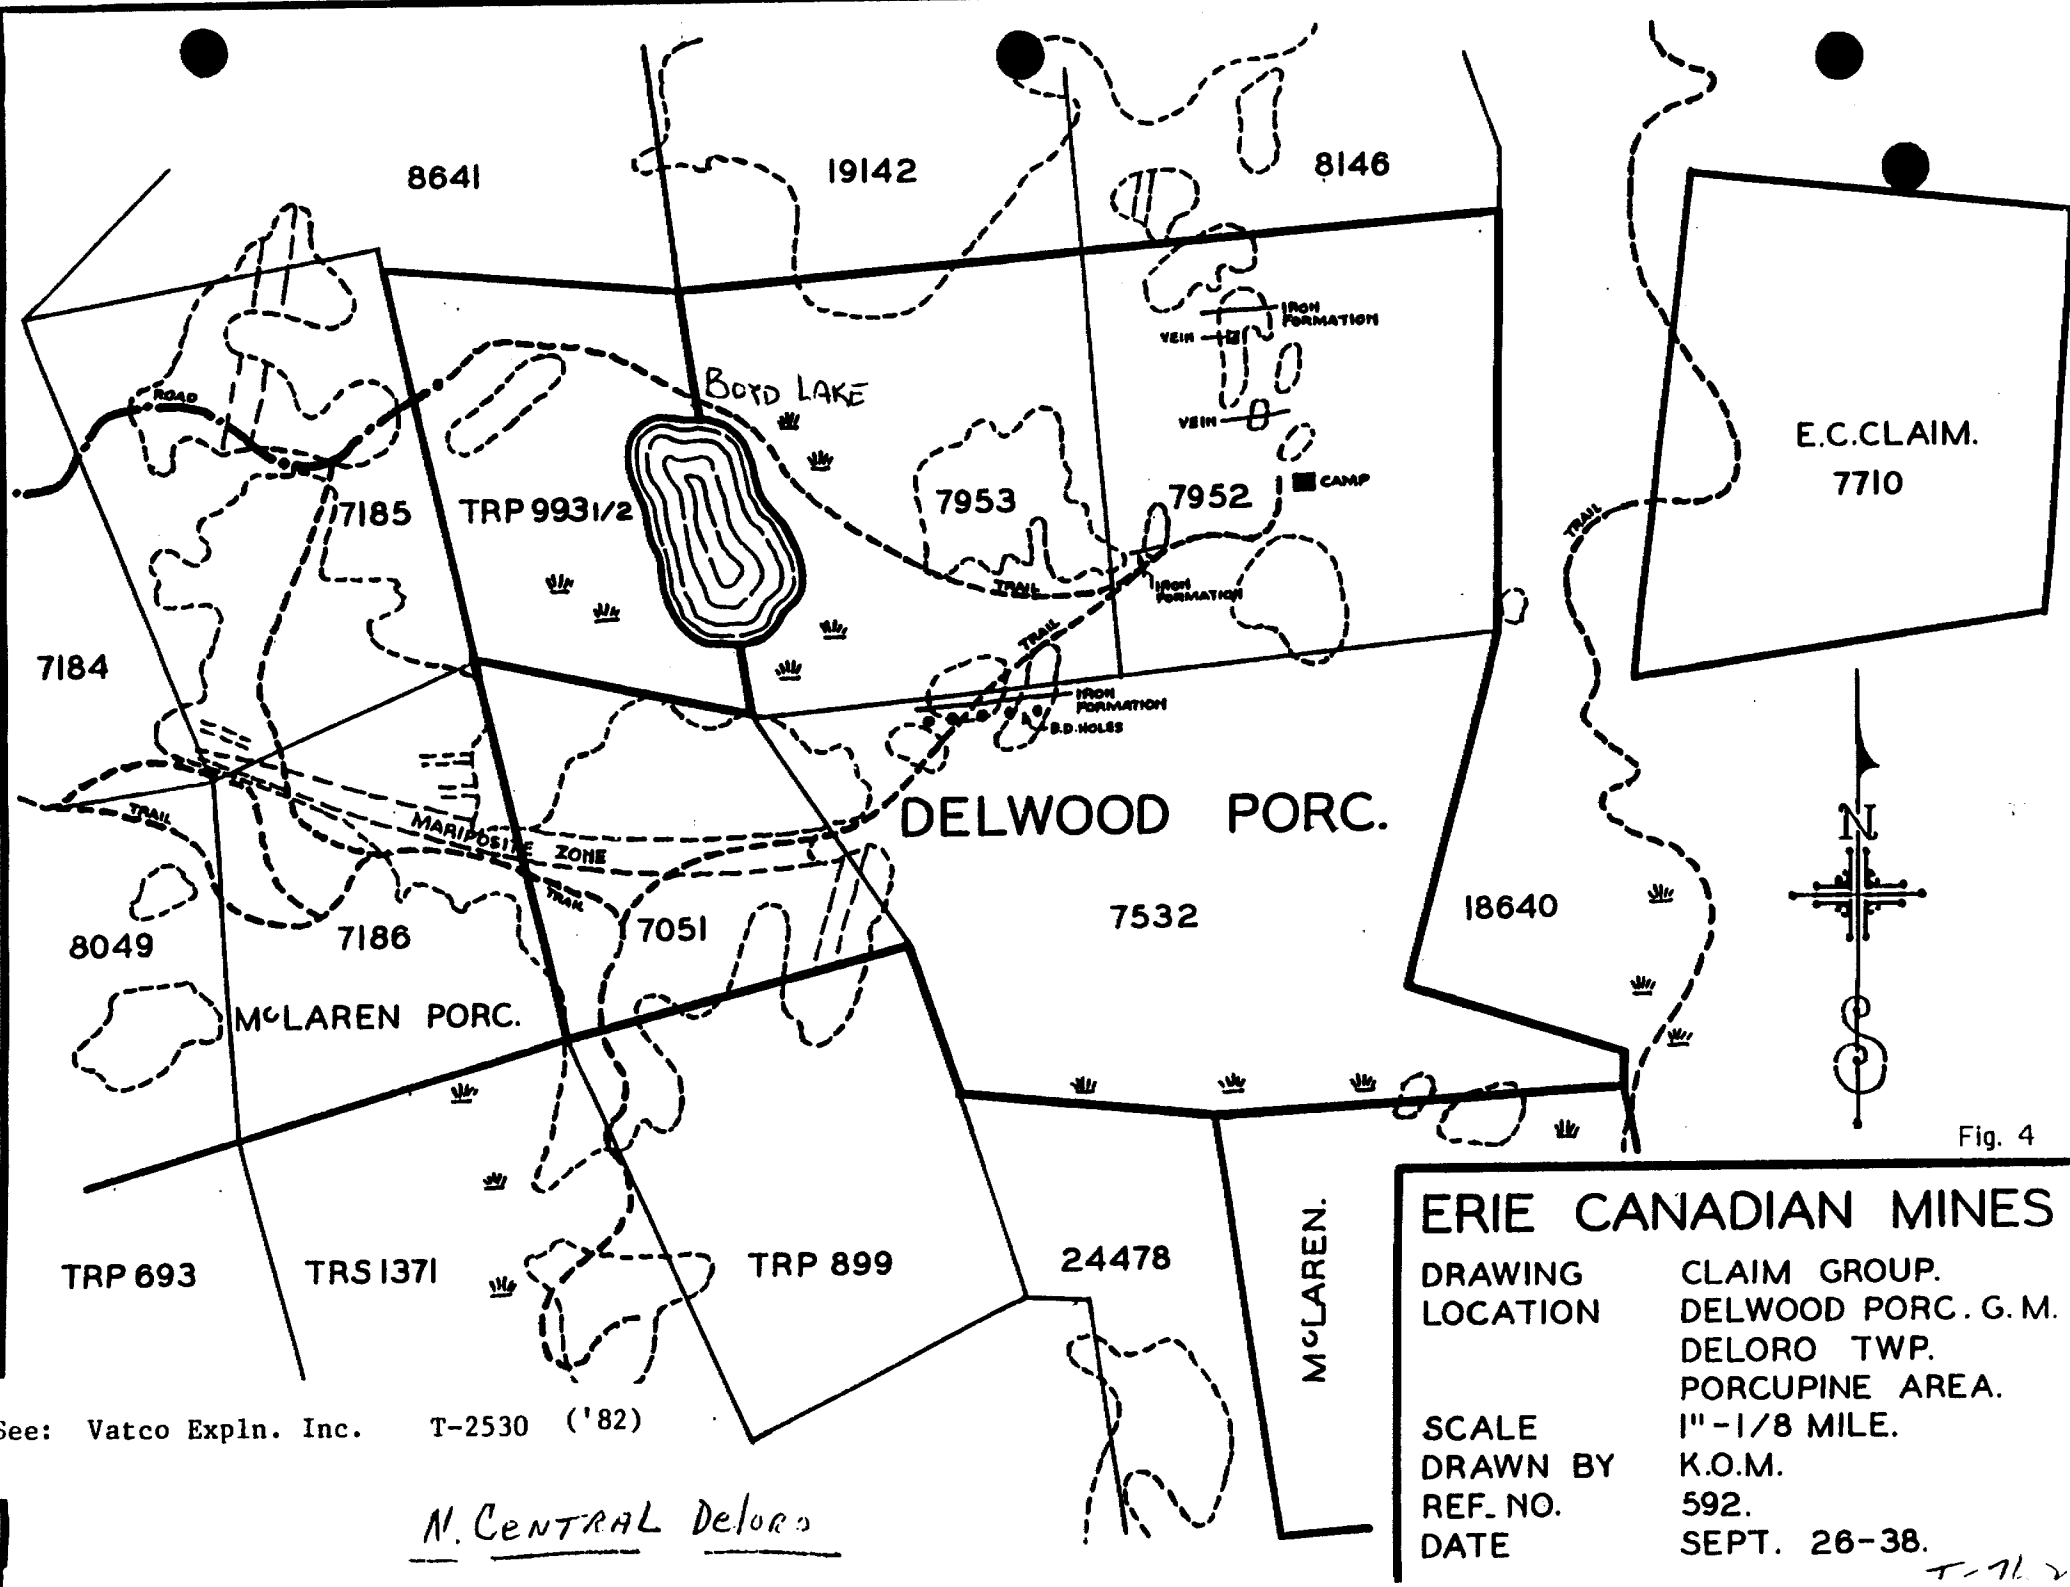 8641
19142
8146
IRON
FORMATION
VEIN
BOYD LAKE
ROAD
VEIN
E.C.CLAIM.
7710
CAMP
7185
TRP 993 1/2
7953
7952
TRAIL
TRAIL
IRON
FORMATION
TRAIL
7184
IRON
FORMATION
D.D.HOLES
TRAIL
MARIPOSITE ZONE
DELWOOD PORC.
N
TRAIL
8049
7186
7051
7532
18640
McLAREN PORC.
S
Fig. 4
TRP 693
TRS 1371
TRP 899
24478
McLAREN.
ERIE CANADIAN MINES
DRAWING CLAIM GROUP.
LOCATION DELWOOD PORC. G.M.
DELORO TWP.
PORCUPINE AREA.
SCALE 1"-1/8 MILE.
DRAWN BY K.O.M.
REF. NO. 592.
DATE SEPT. 26-38.
See: Vatco Expln. Inc. T-2530 ('82)
N. CENTRAL Deloro